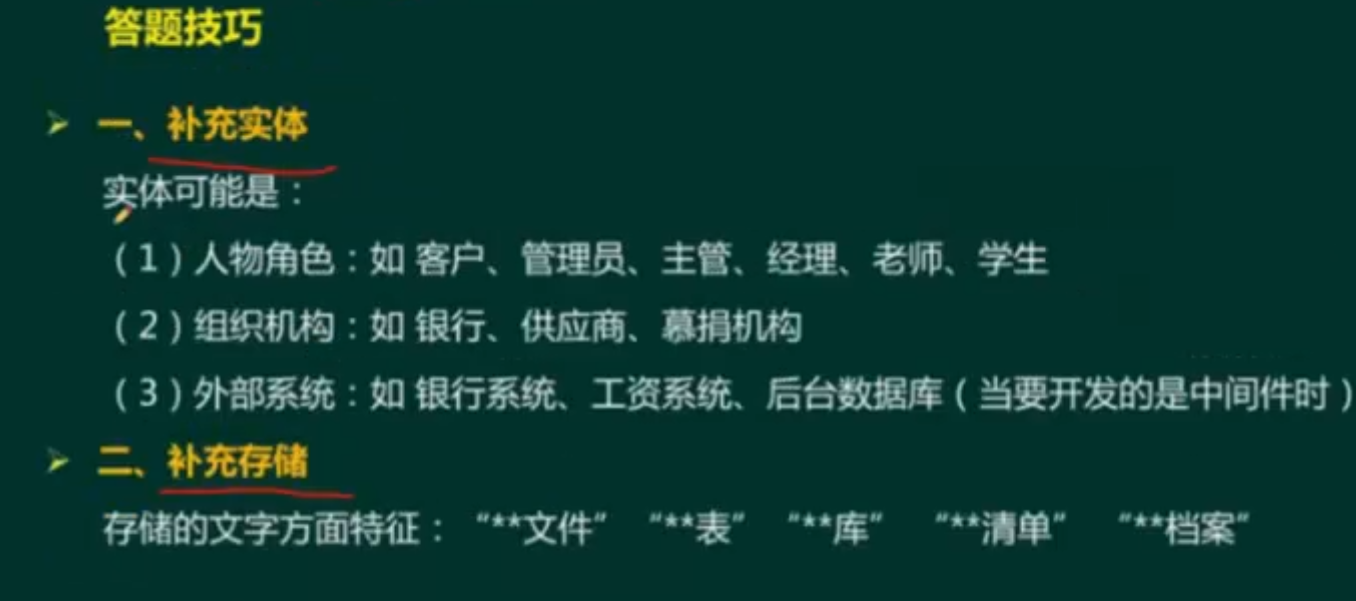 答题技巧
一、补充实体
实体可能是：
（1）人物角色：如 客户、管理员、主管、经理、老师、学生
（2）组织机构：如 银行、供应商、慕捐机构
（3）外部系统：如 银行系统、工资系统、后台数据库（当要开发的是中间件时）
二、补充存储
存储的文字方面特征： “**文件” “**表” “**库” “**清单” “**档案”